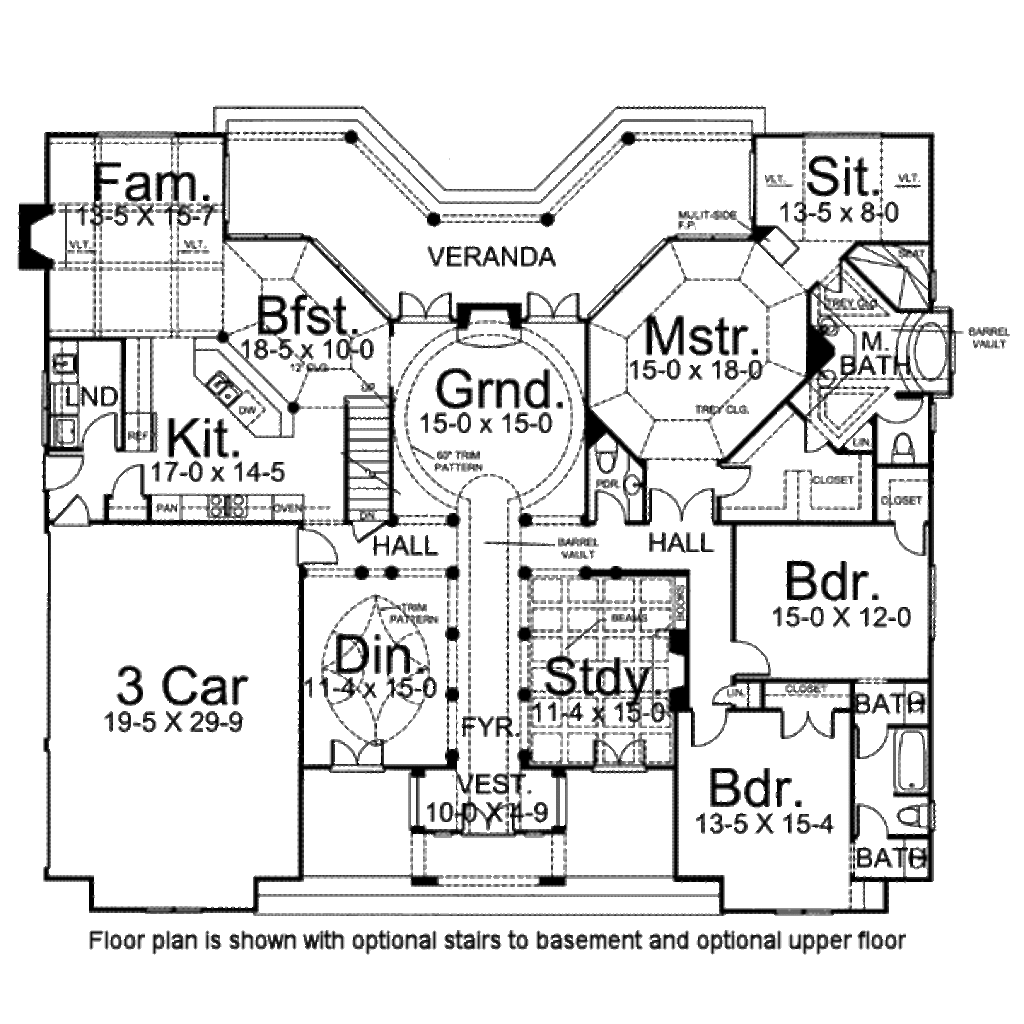 Fam.
13-5 X 15-7
VLT.
VLT.
Sit.
13-5 x 8-0
VLT.
VLT.
MULIT-SIDE
F.P.
VERANDA
SEAT
TREY CLG.
Bfst.
18-5 x 10-0
12' CLG.
Mstr.
15-0 x 18-0
TREY CLG.
M.
BATH
BARREL
VAULT
LND
Grnd.
15-0 x 15-0
60° TRIM
PATTERN
UP
DW
REF
Kit.
17-0 x 14-5
PAN
OVEN
DN
PDR.
LIN.
CLOSET
CLOSET
HALL
BARREL
VAULT
HALL
Bdr.
15-0 X 12-0
TRIM
PATTERN
Din.
11-4 x 15-0
BEAMS
BOOKS
Stdy.
11-4 x 15-0
3 Car
19-5 X 29-9
FYR.
LIN.
CLOSET
BATH
VEST.
10-0 X 4-9
Bdr.
13-5 X 15-4
BATH
Floor plan is shown with optional stairs to basement and optional upper floor